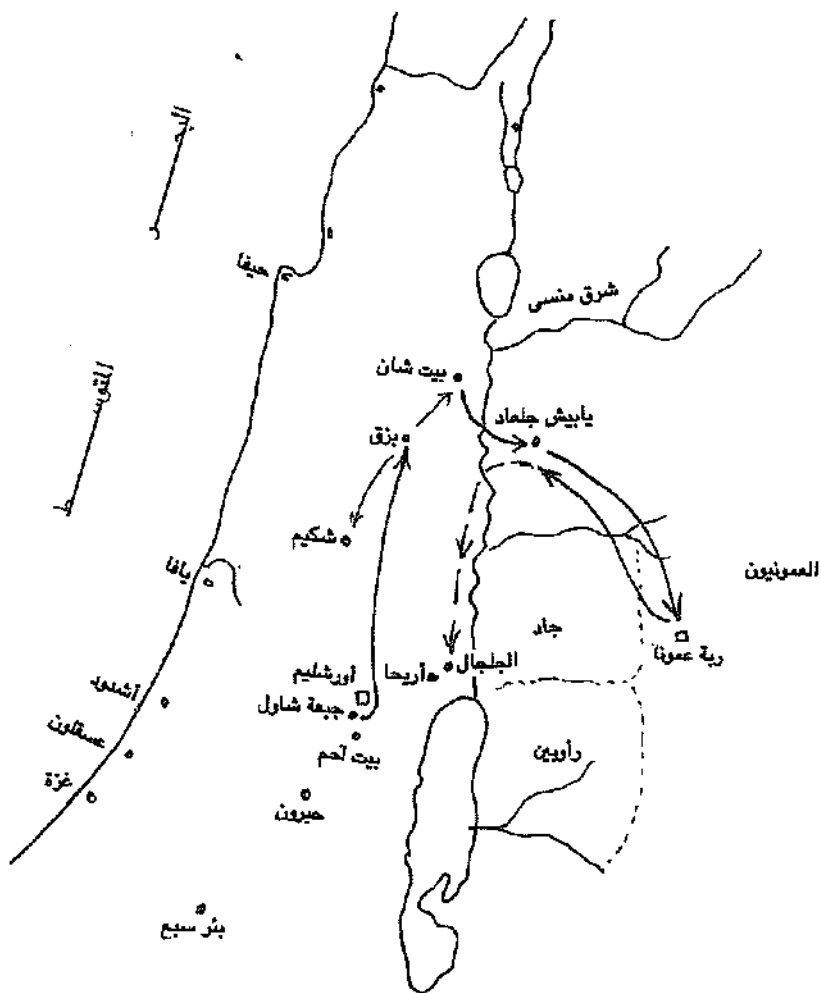 البحر
حيفا
شرق منسى
بيت شان
يابيش جلعاد
بزق
المتوسط
شكيم
يافا
العمونيون
جاد
ربة عمونا
الجلجال
أريحا
أورشليم
جبعة شاول
أشدود
بيت لحم
رأوبين
عسقلون
غزة
حبرون
بئر سبع